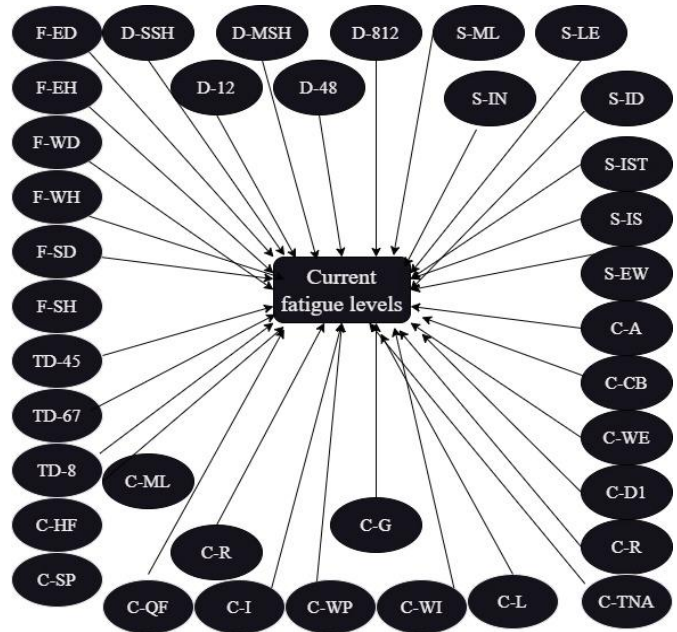 F-ED
D-SSH
D-MSH
D-812
S-ML
S-LE
F-EH
D-12
D-48
S-IN
S-ID
F-WD
S-IST
F-WH
S-IS
F-SD
S-EW
Current
fatigue levels
F-SH
C-A
TD-45
C-CB
TD-67
C-WE
TD-8
C-ML
C-D1
C-HF
C-R
C-G
C-R
C-SP
C-QF
C-I
C-WP
C-WI
C-L
C-TNA